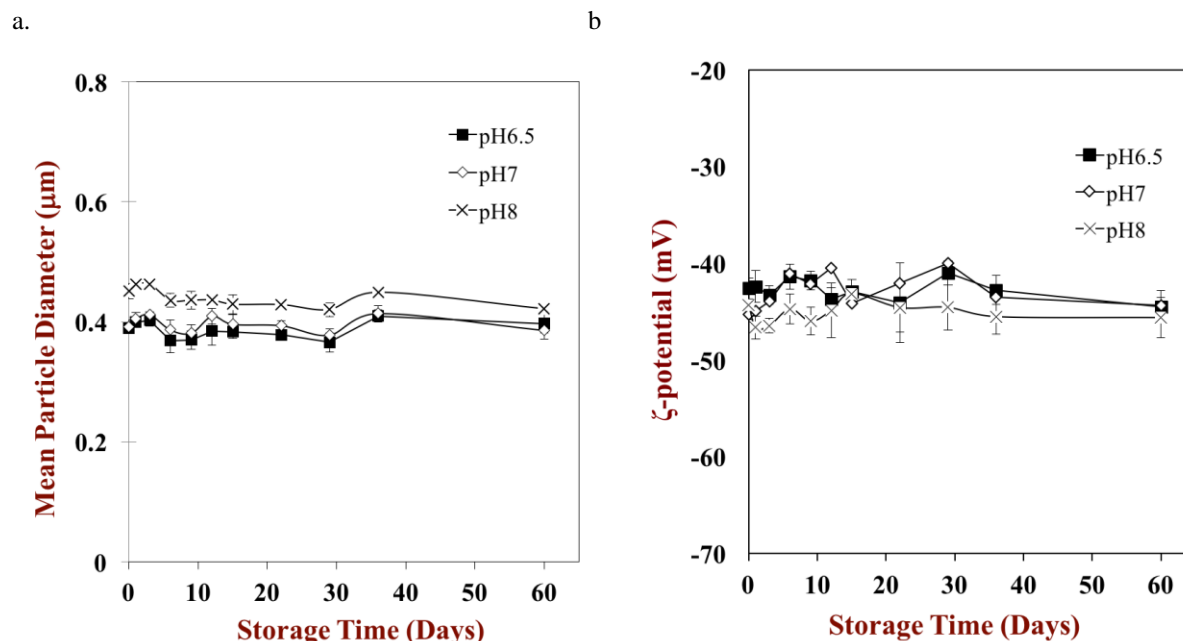 a.
0.8
0.6
0.4
0.2
0
Mean Particle Diameter (μm)
pH6.5
pH7
pH8
0 10 20 30 40 50 60
Storage Time (Days)
b
-20
-30
-40
-50
-60
-70
ζ-potential (mV)
pH6.5
pH7
pH8
0 10 20 30 40 50 60
Storage Time (Days)